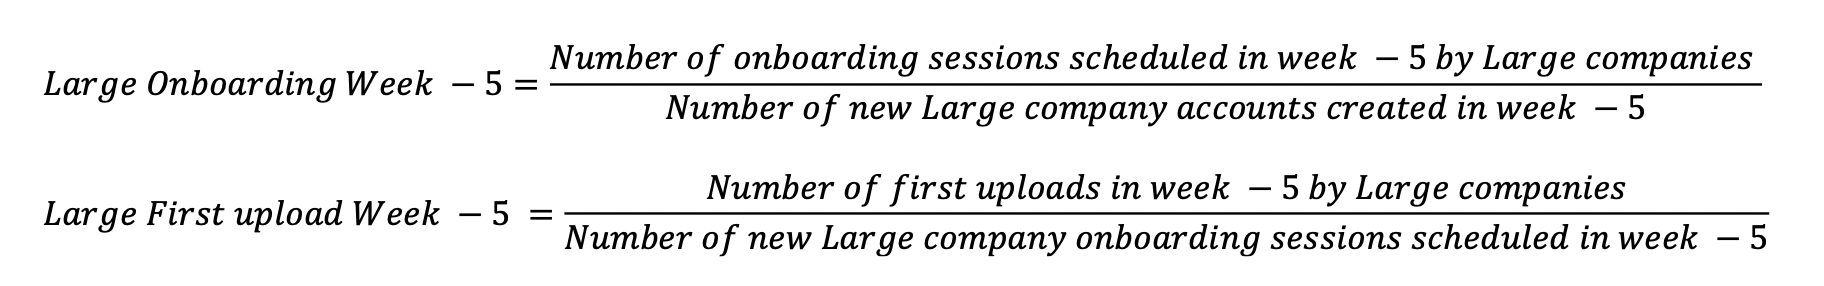 Large Onboarding Week − 5 = Number of onboarding sessions scheduled in week − 5 by Large companies
Number of new Large company accounts created in week − 5
Large First upload Week − 5 = Number of first uploads in week − 5 by Large companies
Number of new Large company onboarding sessions scheduled in week − 5